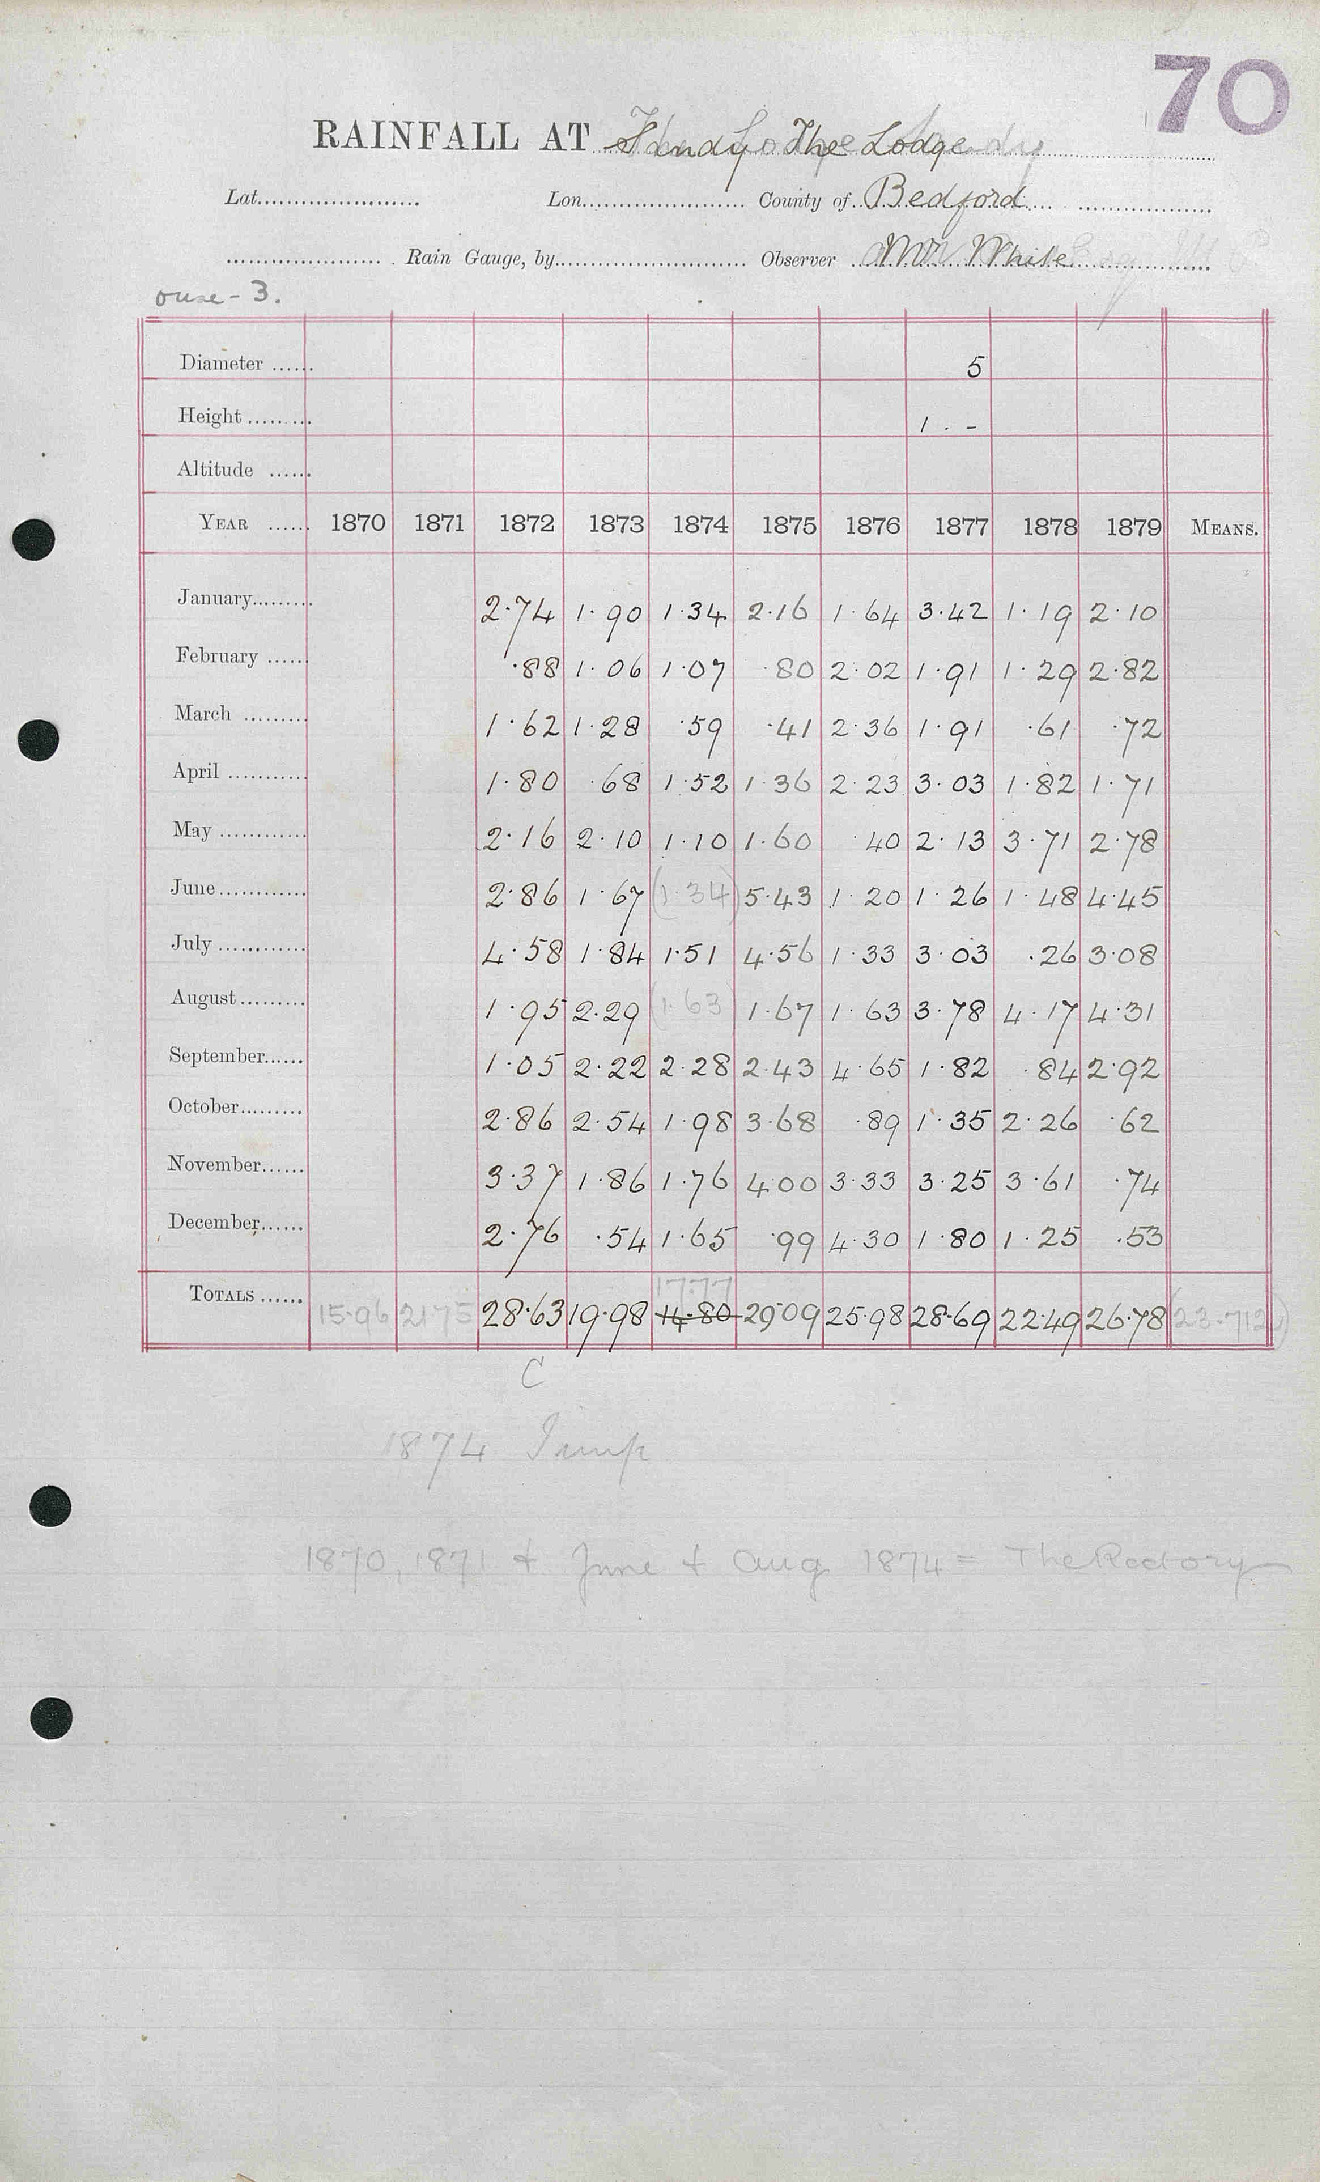 70
RAINFALL AT Sandy The Lodge
Lat. Lon. County of Bedford
Rain Gauge, by Observer Mr White
ouse - 3.
Diameter 5
Height 1 . -
Altitude
YEAR 1870 1871 1872 1873 1874 1875 1876 1877 1878 1879 MEANS.
January 2.74 1.90 1.34 2.16 1.64 3.42 1.19 2.10
February .88 1.06 1.07 .80 2.02 1.91 1.29 2.82
March 1.62 1.28 .59 .41 2.36 1.91 .61 .72
April 1.80 .68 1.52 1.36 2.23 3.03 1.82 1.71
May 2.16 2.10 1.10 1.60 .40 2.13 3.71 2.78
June 2.86 1.67 (1.34) 5.43 1.20 1.26 1.48 4.45
July 4.58 1.84 1.51 4.56 1.33 3.03 .26 3.08
August 1.95 2.29 (1.63) 1.67 1.63 3.78 4.17 4.31
September 1.05 2.22 2.28 2.43 4.65 1.82 .84 2.92
October 2.86 2.54 1.98 3.68 .89 1.35 2.26 .62
November 3.37 1.86 1.76 4.00 3.33 3.25 3.61 .74
December 2.76 .54 1.65 .99 4.30 1.80 1.25 .53
17.77
TOTALS 15.96 21.75 28.63 19.98 14.80 29.09 25.98 28.69 22.49 26.78 (23.712)
C
1874 Imp
1870, 1871 + June + Aug 1874 = The Rectory